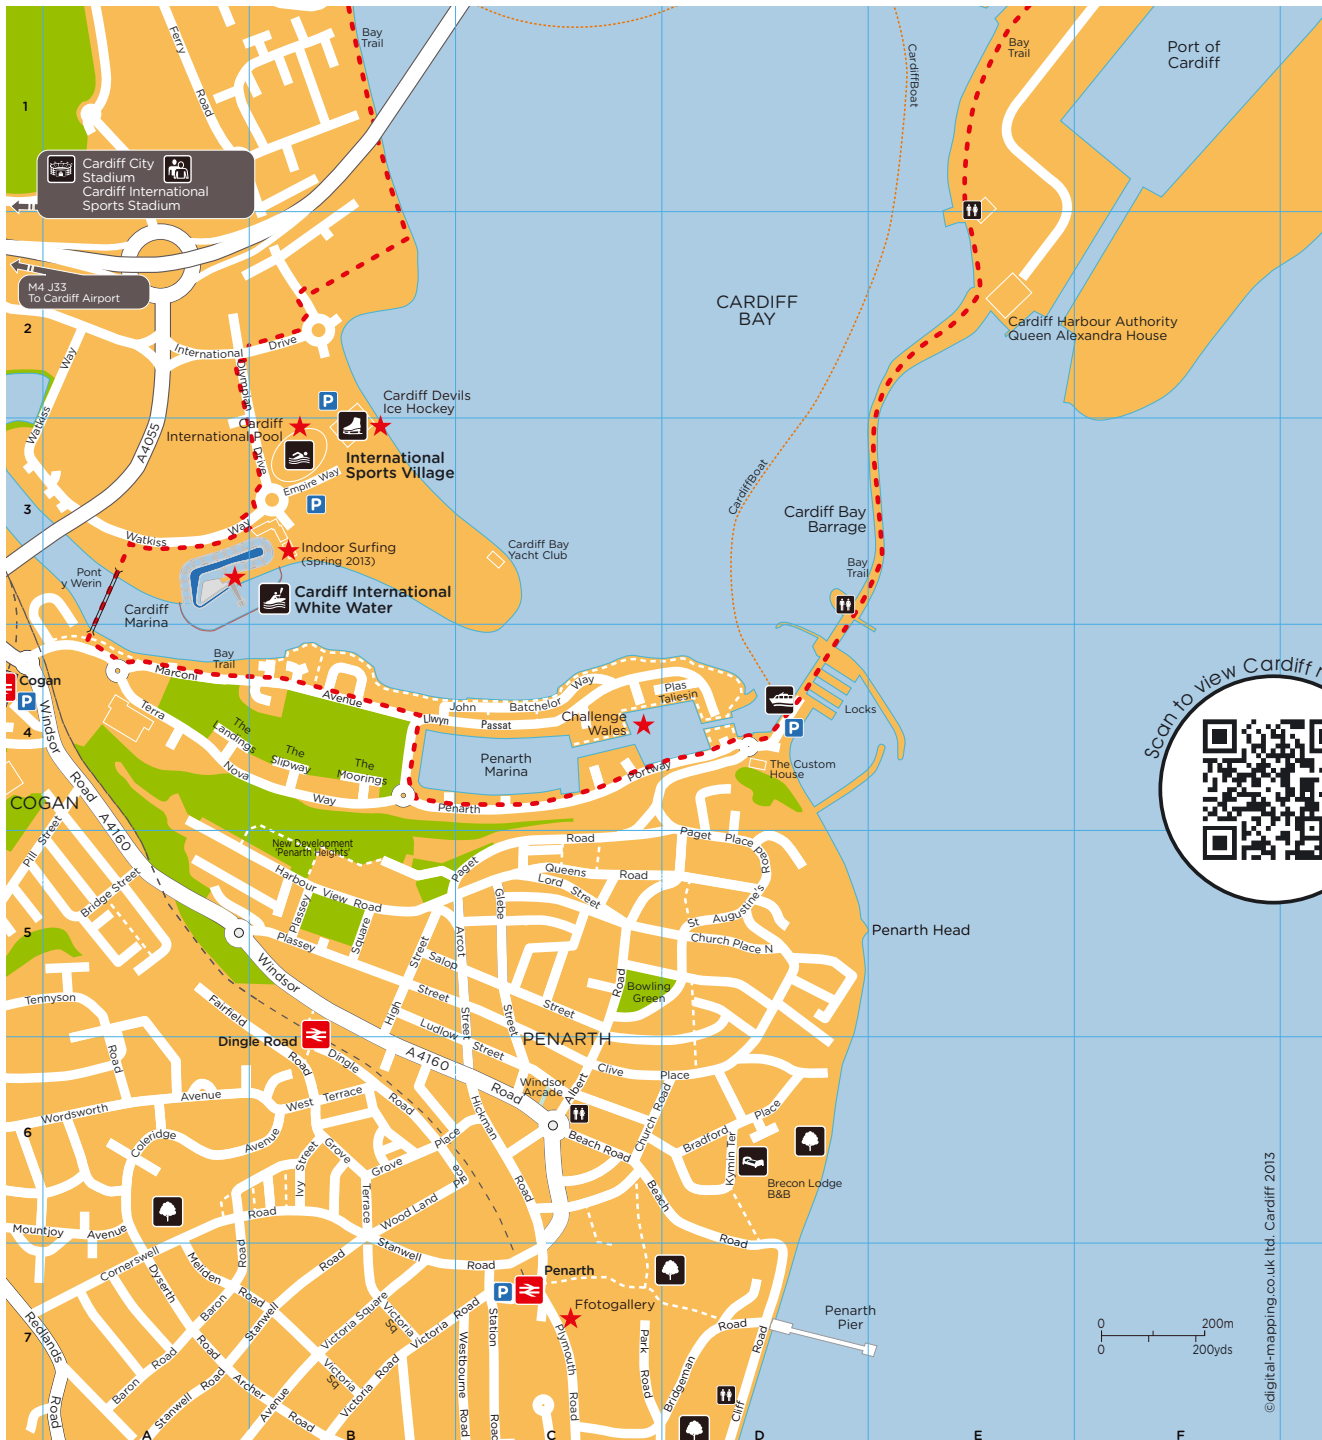 Ferry
Road
Bay
Trail
CardiffBoat
Bay
Trail
Port of
Cardiff
1
Cardiff City
Stadium
Cardiff International
Sports Stadium
M4 J33
To Cardiff Airport
2
CARDIFF
BAY
Cardiff Harbour Authority
Queen Alexandra House
International
Drive
Way
Watkiss
A4055
Olympian
Drive
Cardiff Devils
Ice Hockey
Cardiff
International Pool
International
Sports Village
Empire Way
3
CardiffBoat
Cardiff Bay
Barrage
Watkiss
Way
Indoor Surfing
(Spring 2013)
Cardiff Bay
Yacht Club
Bay
Trail
Pont
y Werin
Cardiff
Marina
Cardiff International
White Water
Bay
Trail
Cogan
P
P
P
P
P
Marconi
Avenue
Terra
Nova
Way
The
Landings
The
Slipway
The
Moorings
Llwyn
Passat
John
Batchelor
Way
Plas
Taliesin
Challenge
Wales
Penarth
Marina
Penarth
Portway
Locks
The Custom
House
Scan to view Cardiff
4
Windsor
Road
A4160
COGAN
Pill Street
Bridge Street
New Development
'Penarth Heights'
Harbour View Road
Plassey
Square
Plassey
Street
Paget
Road
Paget Place
Road
Queens
Road
Lord Street
Glebe
Street
Arcot
Street
St Augustine's
Church Place N
Penarth Head
5
Windsor
Salop
Street
High
Street
Ludlow
Street
Road
Bowling
Green
Tennyson
Road
Fairfield
Road
Dingle Road
Dingle
Road
A4160
Road
PENARTH
Windsor
Arcade
Albert
Clive
Place
Church Road
Bradford
Place
Kymin Ter
Brecon Lodge
B&B
Beach Road
Beach
Road
Wordsworth
Avenue
6
Coleridge
Avenue
West Terrace
Grove
Terrace
Ivy Street
Grove
Place
Hickman
Road
Wood Land
Place
Mountjoy
Avenue
Cornerswell
Road
Road
Stanwell
Road
Dyserth
Road
Meliden
Road
Baron
Road
Baron
Road
Stanwell
Road
Stanwell
Road
Archer
Road
Victoria Square
Victoria
Sq
Victoria
Sq
Victoria
Road
Victoria
Road
Avenue
Westbourne
Road
Station
Road
Penarth
Ffotogallery
Plymouth
Road
Park
Road
Bridgeman
Road
Cliff
Road
Penarth
Pier
Redlands
Road
7
0
200m
0
200yds
©digital-mapping.co.uk ltd. Cardiff 2013
A
B
C
D
E
F